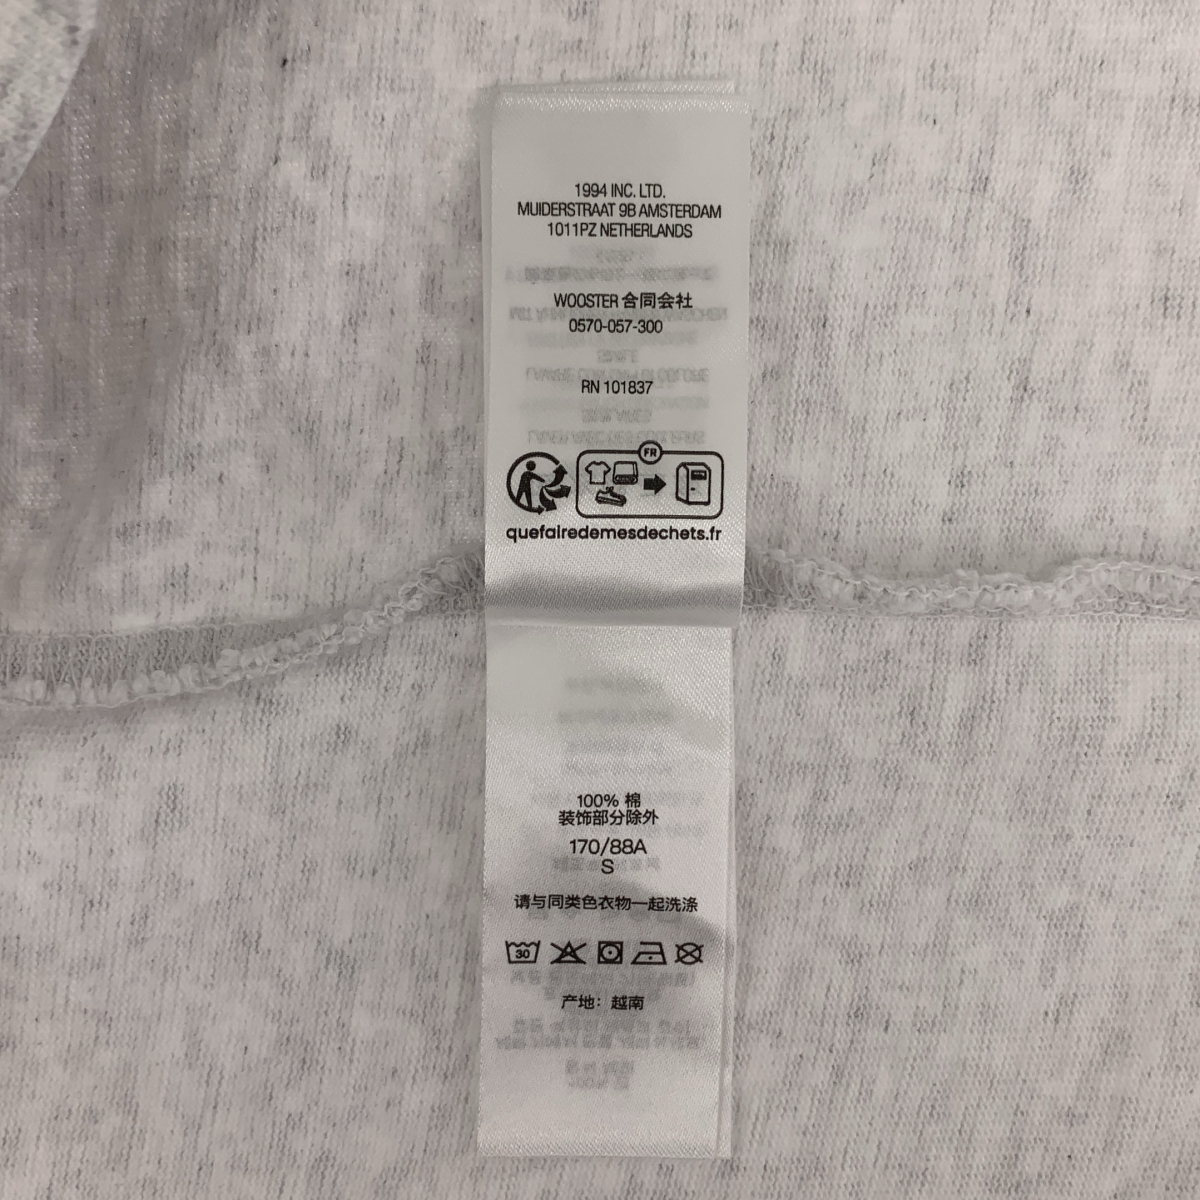 1994 INC. LTD.
MUIDERSTRAAT 9B AMSTERDAM
1011PZ NETHERLANDS
WOOSTER 合同会社
0570-057-300
RN 101837
FR
quefairedemesdechets.fr
100% 棉
装饰部分除外
170/88A
S
请与同类色衣物一起洗涤
30
产地：越南